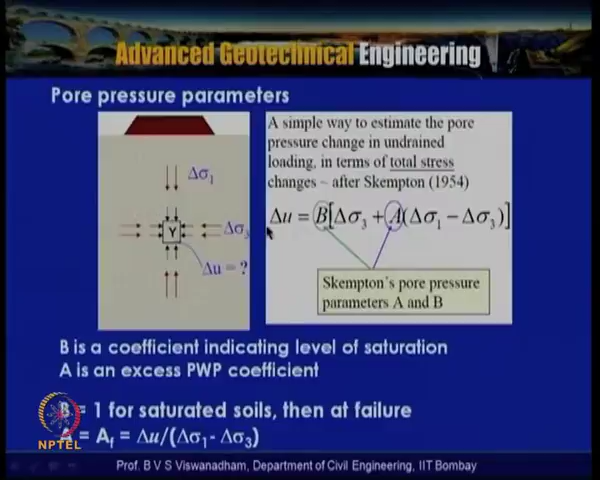 Advanced Geotechnical Engineering
Pore pressure parameters
Δσ₁
Y
Δσ₃
Δu = ?
A simple way to estimate the pore
pressure change in undrained
loading, in terms of total stress
changes – after Skempton (1954)
Δu = B[Δσ₃ + A(Δσ₁ − Δσ₃)]
Skempton's pore pressure
parameters A and B
B is a coefficient indicating level of saturation
A is an excess PWP coefficient
B = 1 for saturated soils, then at failure
A = A_f = Δu/(Δσ₁- Δσ₃)
NPTEL
Prof. B V S Viswanadham, Department of Civil Engineering, IIT Bombay